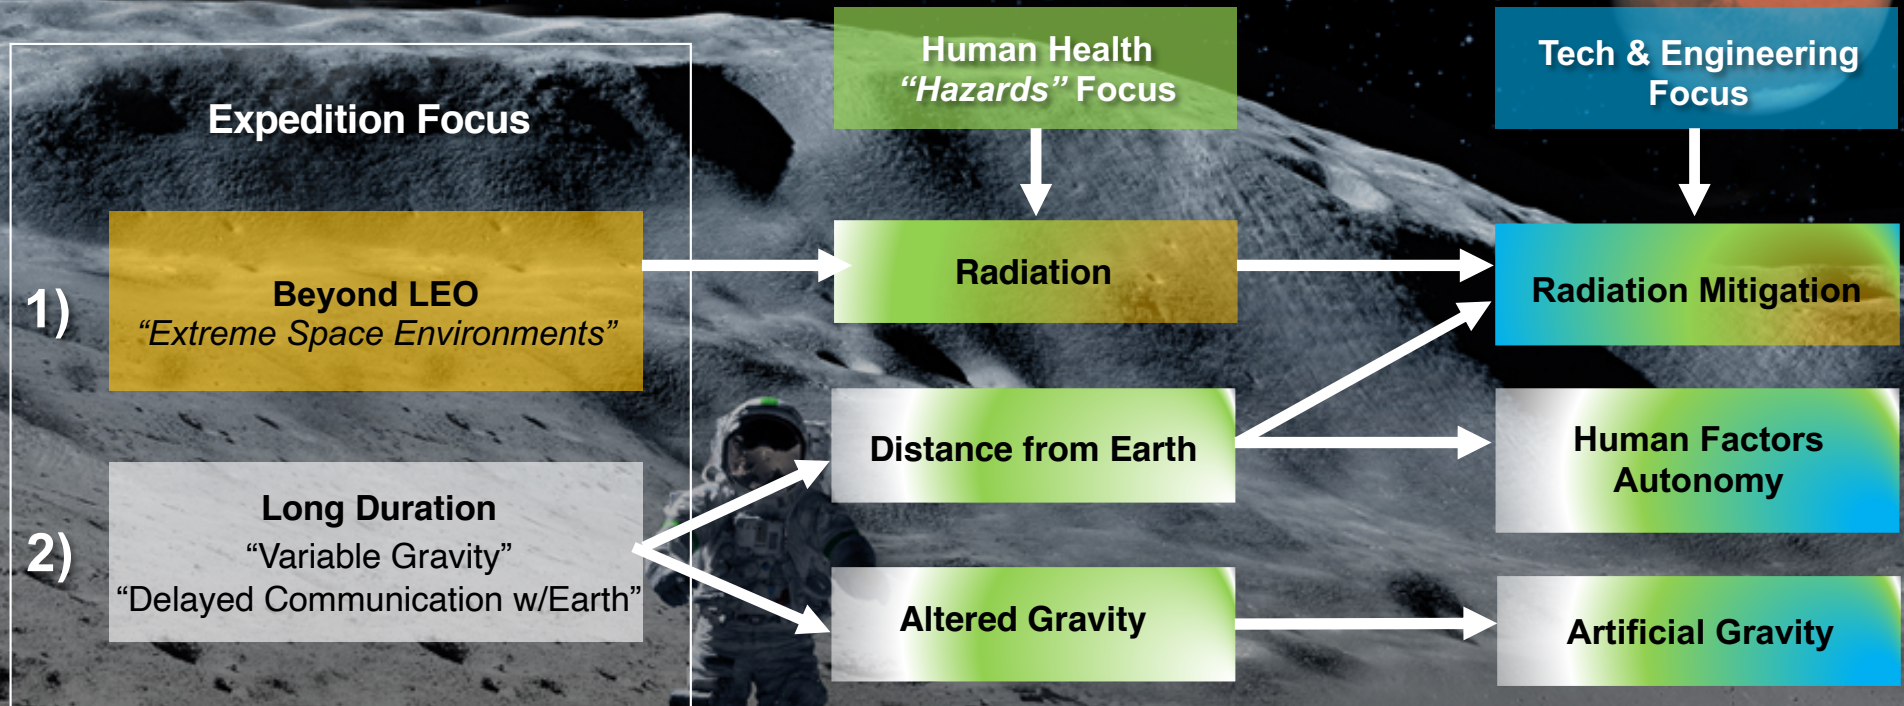 Expedition Focus
Human Health
“Hazards” Focus
Tech & Engineering
Focus
1)
Beyond LEO
“Extreme Space Environments”
Radiation
Radiation Mitigation
2)
Long Duration
“Variable Gravity”
“Delayed Communication w/Earth”
Distance from Earth
Human Factors
Autonomy
Altered Gravity
Artificial Gravity